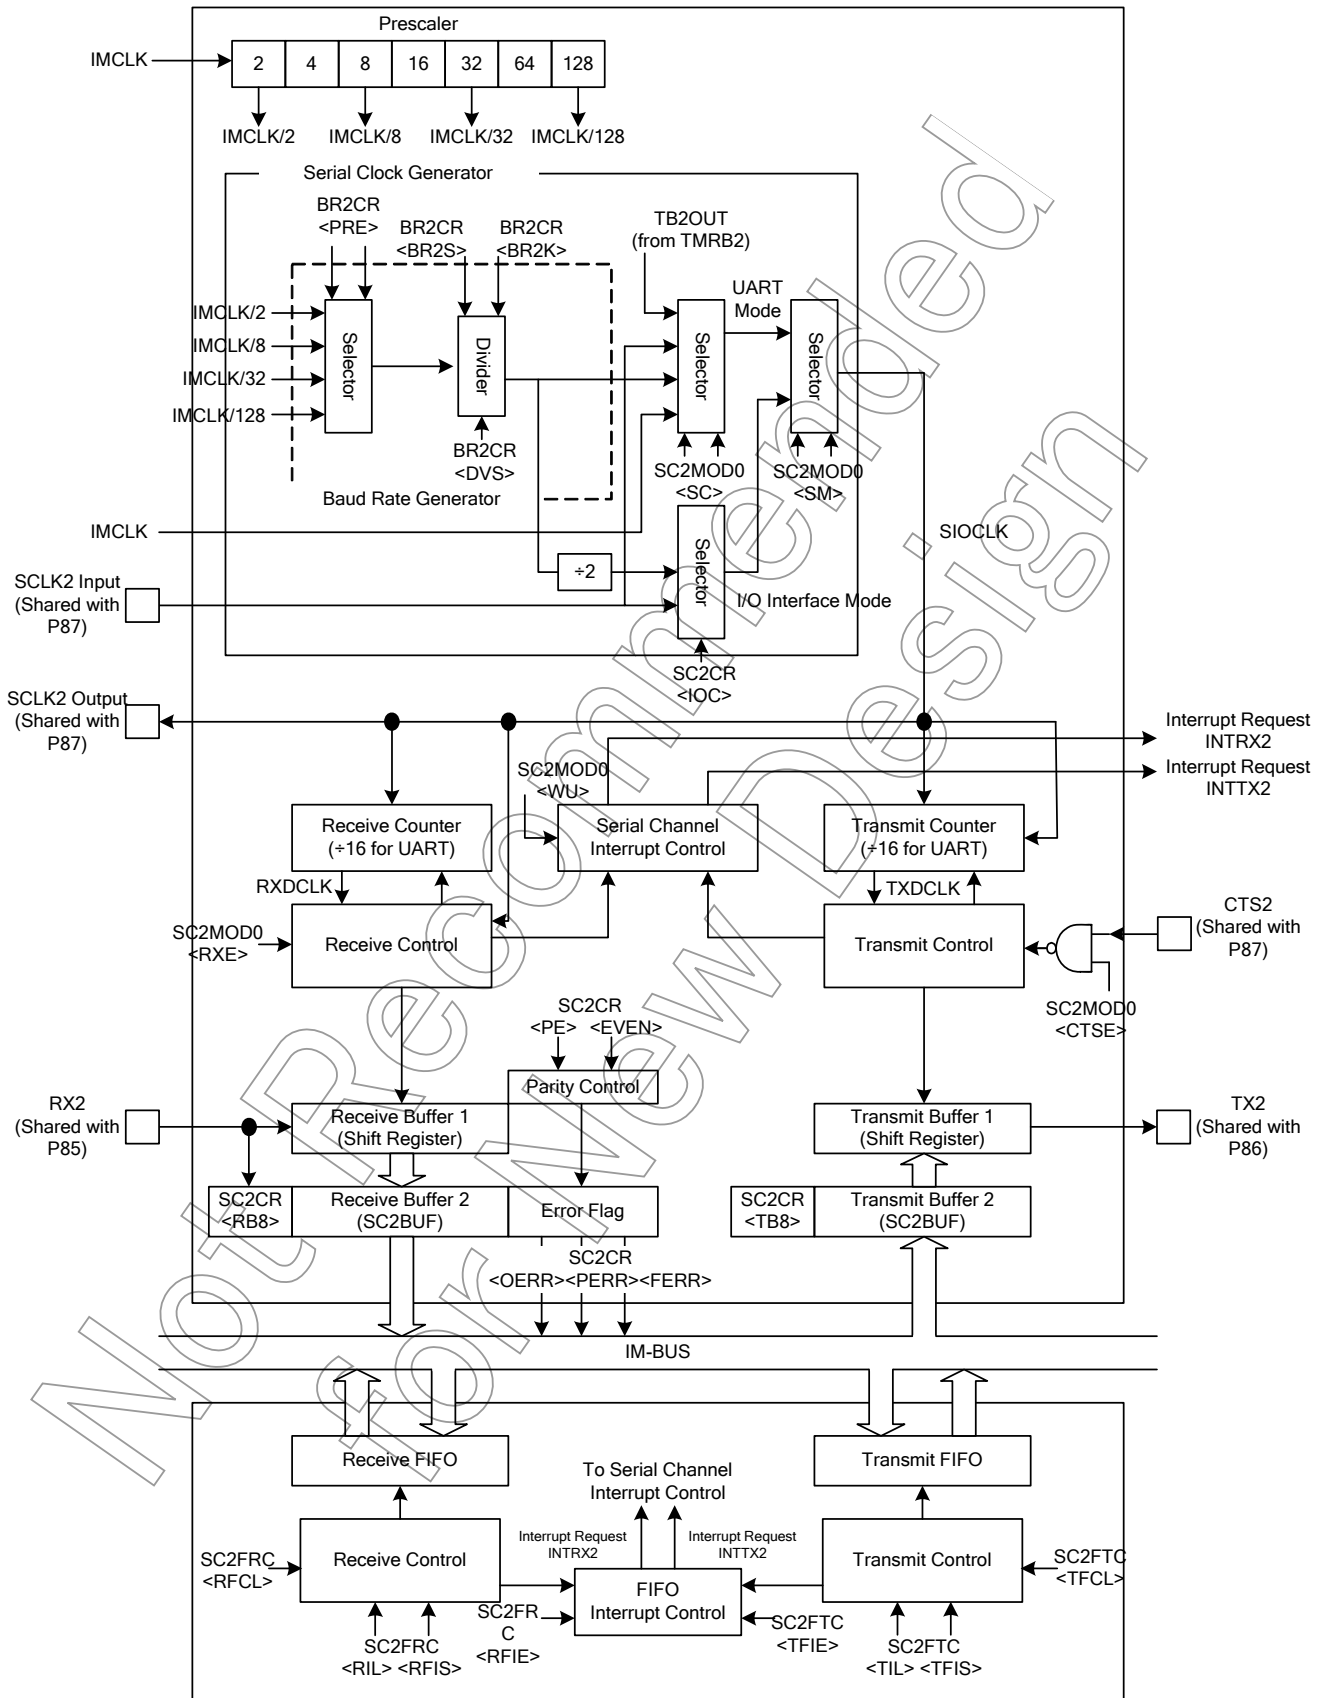 Prescaler
IMCLK
2 4 8 16 32 64 128
IMCLK/2 IMCLK/8 IMCLK/32 IMCLK/128
Serial Clock Generator
BR2CR
<PRE>
BR2CR
<BR2S>
BR2CR
<BR2K>
TB2OUT
(from TMRB2)
UART
Mode
IMCLK/2
IMCLK/8
IMCLK/32
IMCLK/128
Selector
Divider
Selector
Selector
BR2CR
<DVS>
Baud Rate Generator
SC2MOD0
<SC>
SC2MOD0
<SM>
IMCLK
SIOCLK
÷2
Selector
I/O Interface Mode
SCLK2 Input
(Shared with
P87)
SC2CR
<IOC>
SCLK2 Output
(Shared with
P87)
Interrupt Request
INTRX2
Interrupt Request
INTTX2
SC2MOD0
<WU>
Receive Counter
(÷16 for UART)
Serial Channel
Interrupt Control
Transmit Counter
(÷16 for UART)
RXDCLK
TXDCLK
SC2MOD0
<RXE>
Receive Control
Transmit Control
CTS2
(Shared with
P87)
SC2MOD0
<CTSE>
SC2CR
<PE> <EVEN>
Parity Control
RX2
(Shared with
P85)
Receive Buffer 1
(Shift Register)
Transmit Buffer 1
(Shift Register)
TX2
(Shared with
P86)
SC2CR
<RB8>
Receive Buffer 2
(SC2BUF)
Error Flag
SC2CR
<TB8>
Transmit Buffer 2
(SC2BUF)
SC2CR
<OERR><PERR><FERR>
IM-BUS
Receive FIFO
Transmit FIFO
To Serial Channel
Interrupt Control
Interrupt Request
INTRX2
Interrupt Request
INTTX2
SC2FRC
<RFCL>
Receive Control
Transmit Control
SC2FTC
<TFCL>
FIFO
Interrupt Control
SC2FR
C
<RFIE>
SC2FTC
<TFIE>
SC2FRC
<RIL> <RFIS>
SC2FTC
<TIL> <TFIS>
Not Recommended
for New Design